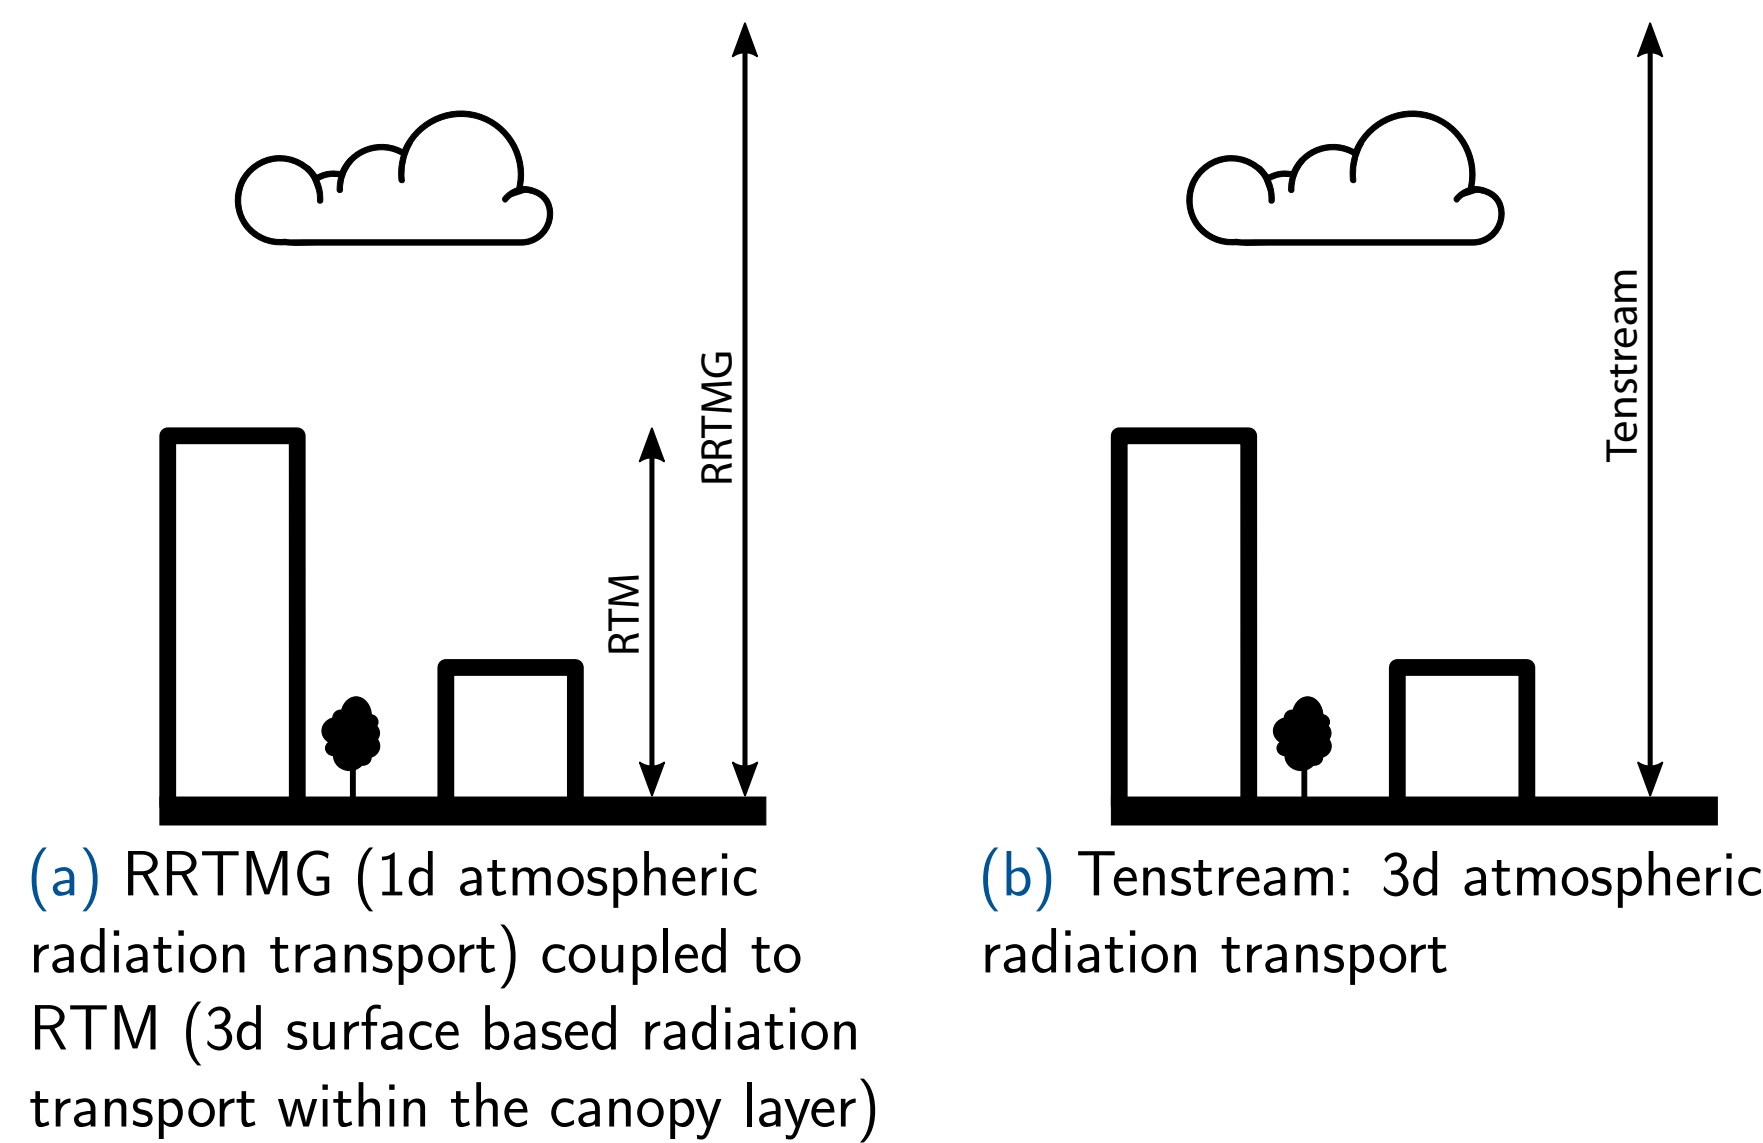 RTM
RRTMG
Tenstream
(a) RRTMG (1d atmospheric
radiation transport) coupled to
RTM (3d surface based radiation
transport within the canopy layer)
(b) Tenstream: 3d atmospheric
radiation transport